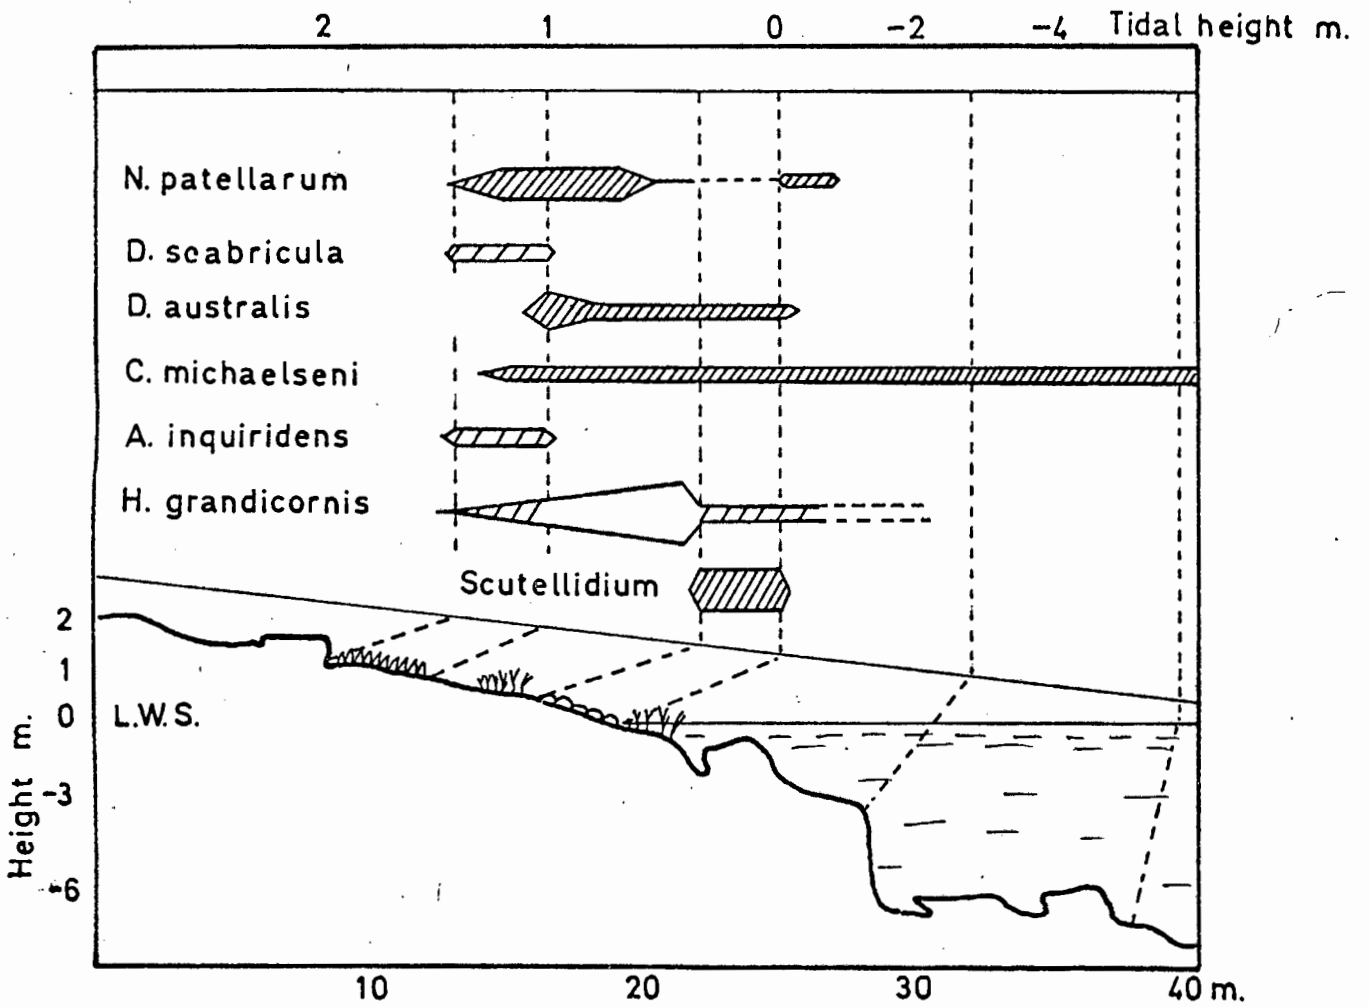 2 1 0 -2 -4 Tidal height m.
N. patellarum
D. scabricula
D. australis
C. michaelseni
A. inquiridens
H. grandicornis
Scutellidium
2
1
0 L.W.S.
-3
-6
Height m.
10 20 30 40 m.